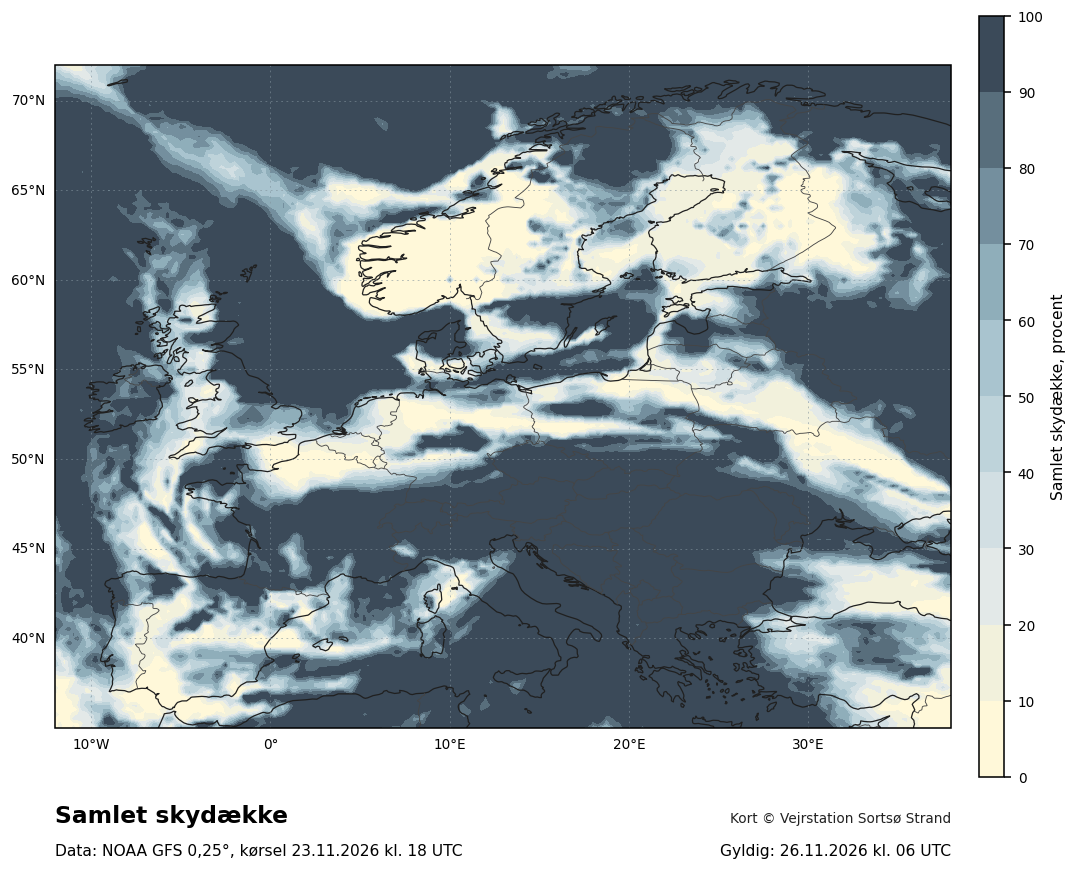 100
90
80
70
60
50
40
30
20
10
0
Samlet skydække, procent
70°N
65°N
60°N
55°N
50°N
45°N
40°N
10°W
0°
10°E
20°E
30°E
Samlet skydække
Kort © Vejrstation Sortsø Strand
Data: NOAA GFS 0,25°, kørsel 23.11.2026 kl. 18 UTC
Gyldig: 26.11.2026 kl. 06 UTC